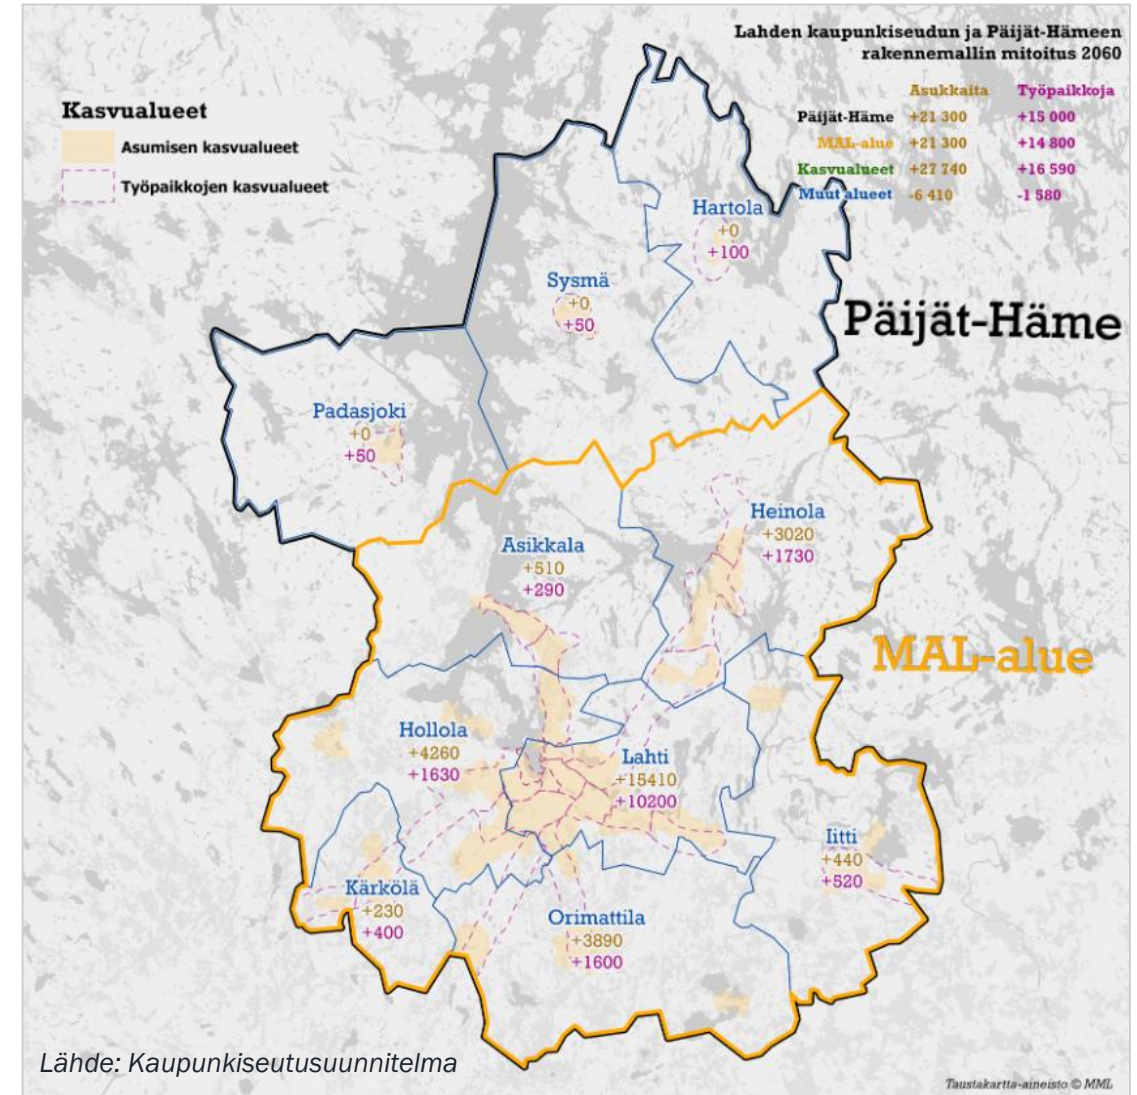 Lahden kaupunkiseudun ja Päijät-Hämeen
rakennemallin mitoitus 2060
Asukkaita Työpaikkoja
Päijät-Häme +21 300 +15 000
MAL-alue +21 300 +14 800
Kasvualueet +27 740 +16 590
Muut alueet -6 410 -1 580
Kasvualueet
Asumisen kasvualueet
Työpaikkojen kasvualueet
Hartola
+0
+100
Sysmä
+0
+50
Päijät-Häme
Padasjoki
+0
+50
Heinola
+3020
+1730
Asikkala
+510
+290
MAL-alue
Hollola
+4260
+1630
Lahti
+15410
+10200
Iitti
+440
+520
Kärkölä
+230
+400
Orimattila
+3890
+1600
Lähde: Kaupunkiseutusuunnitelma
Taustakartta-aineisto © MML